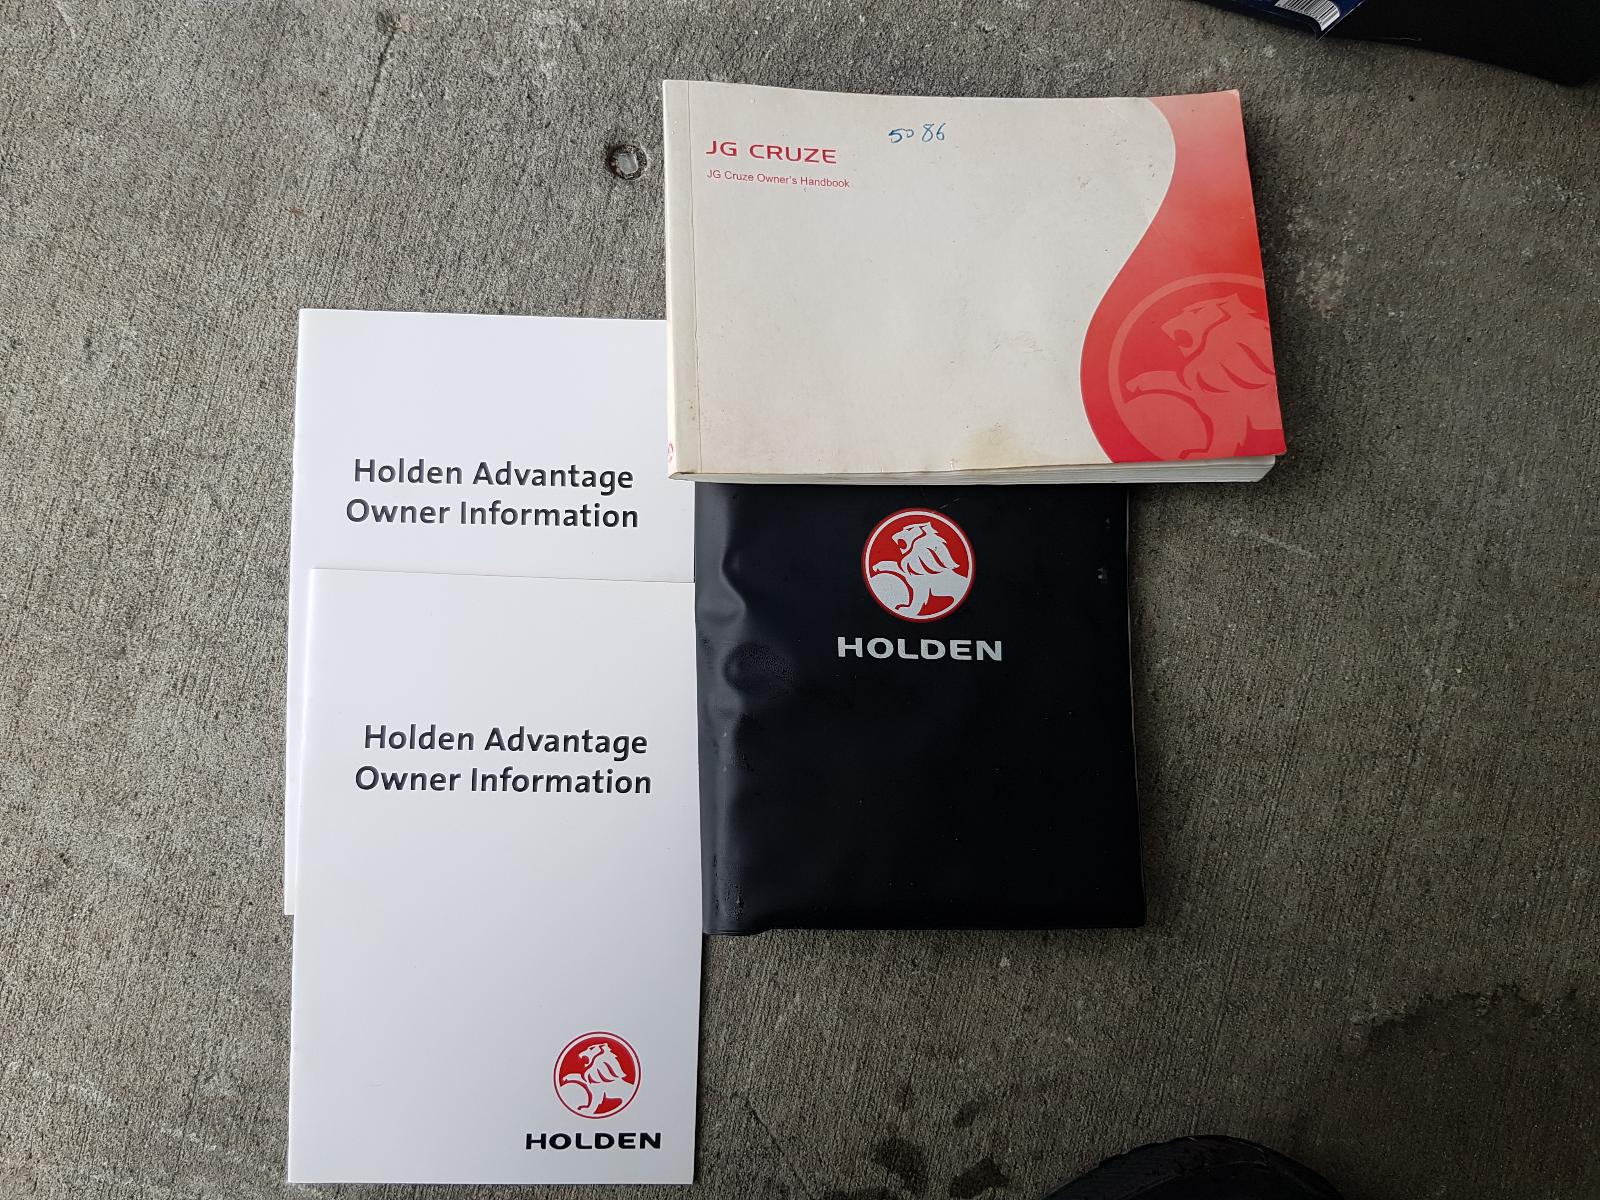 JG CRUZE
5086
JG Cruze Owner's Handbook
Holden Advantage
Owner Information
HOLDEN
Holden Advantage
Owner Information
HOLDEN